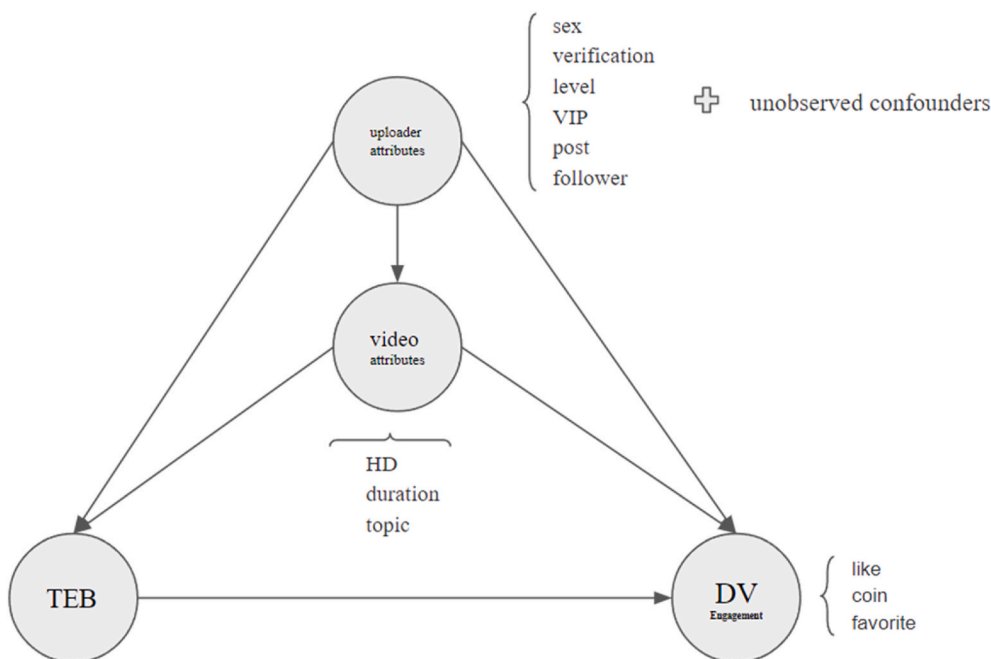 sex
verification
level
VIP
post
follower
unobserved confounders
uploader
attributes
video
attributes
HD
duration
topic
TEB
DV
Engagement
like
coin
favorite